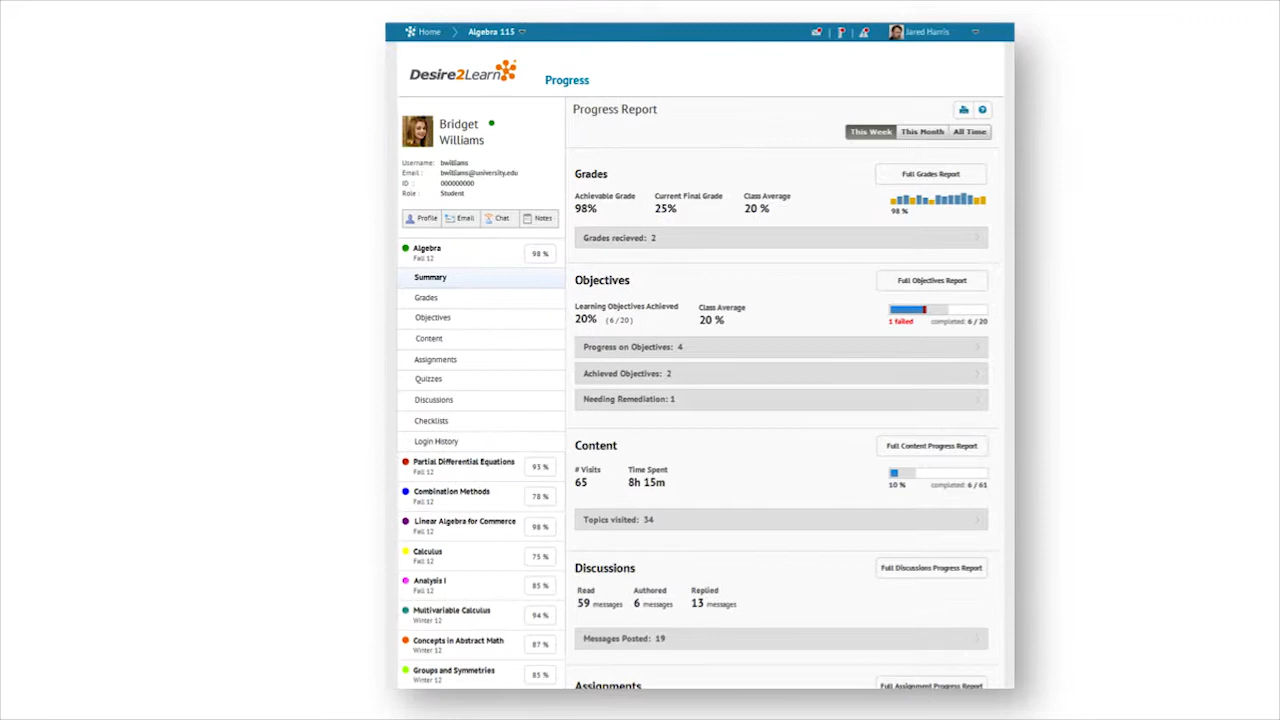 Home
Algebra 115
Jared Harris
Desire2Learn
Progress
Bridget
Williams
Username: bwilliams
Email : bwilliams@university.edu
ID : 000000000
Role : Student
Profile
Email
Chat
Notes
Algebra
Fall 12
98 %
Summary
Grades
Objectives
Content
Assignments
Quizzes
Discussions
Checklists
Login History
Partial Differential Equations
Fall 12
93 %
Combination Methods
Fall 12
78 %
Linear Algebra for Commerce
Fall 12
98 %
Calculus
Fall 12
75 %
Analysis I
Fall 12
85 %
Multivariable Calculus
Winter 12
94 %
Concepts in Abstract Math
Winter 12
87 %
Groups and Symmetries
Winter 12
85 %
Progress Report
This Week
This Month
All Time
Grades
Full Grades Report
Achievable Grade
98%
Current Final Grade
25%
Class Average
20 %
98 %
Grades recieved: 2
Objectives
Full Objectives Report
Learning Objectives Achieved
20% (6 / 20)
Class Average
20 %
1 failed
completed: 6 / 20
Progress on Objectives: 4
Achieved Objectives: 2
Needing Remediation: 1
Content
Full Content Progress Report
# Visits
65
Time Spent
8h 15m
10 %
completed: 6 / 61
Topics visited: 34
Discussions
Full Discussions Progress Report
Read
59 messages
Authored
6 messages
Replied
13 messages
Messages Posted: 19
Assignments
Full Assignment Progress Report